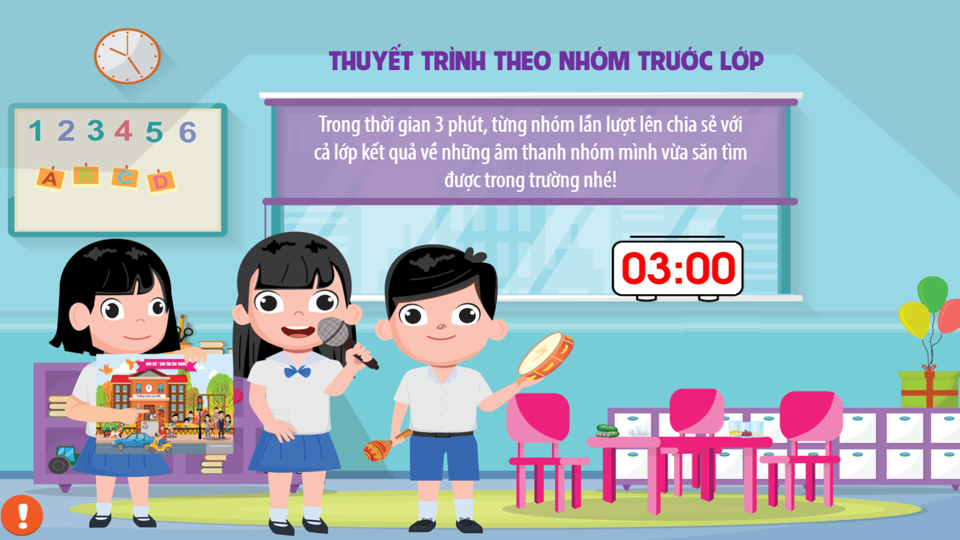 THUYẾT TRÌNH THEO NHÓM TRƯỚC LỚP
1 2 3 4 5 6
A B C D
Trong thời gian 3 phút, từng nhóm lần lượt lên chia sẻ với
cả lớp kết quả về những âm thanh nhóm mình vừa săn tìm
được trong trường nhé!
03:00
!